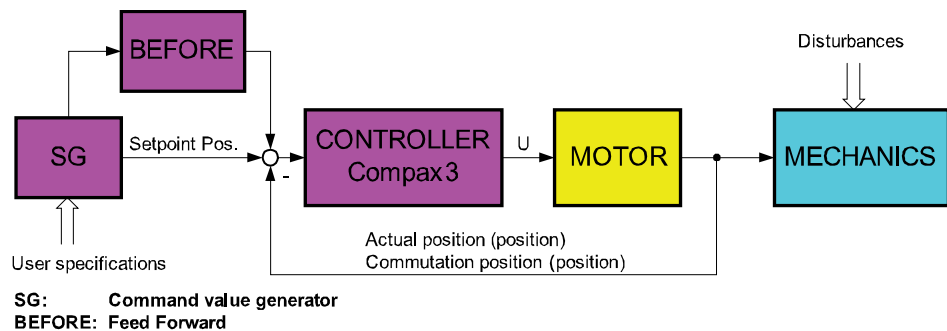 BEFORE
Disturbances
SG
Setpoint Pos.
-
CONTROLLER
Compax3
U
MOTOR
MECHANICS
Actual position (position)
Commutation position (position)
User specifications
SG: Command value generator
BEFORE: Feed Forward